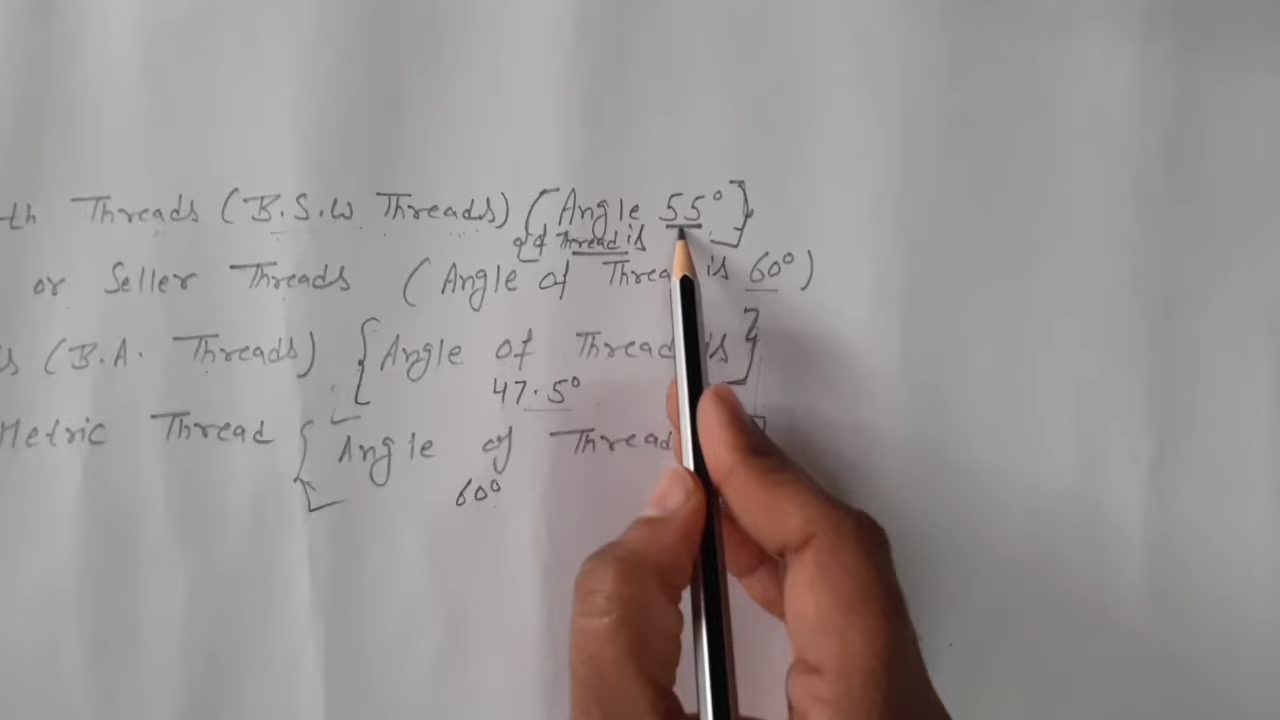 th Threads (B.S.W Threads) [Angle 55°]
of Thread is
or Seller Threads (Angle of Thread is 60°)
s (B.A. Threads) {Angle of Thread is}
47.5°
Metric Thread {Angle of Thread
60°